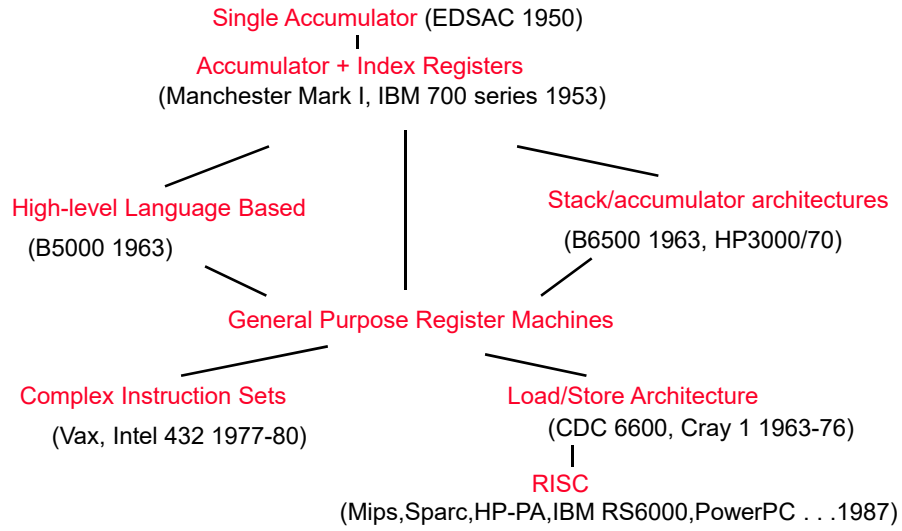 Single Accumulator (EDSAC 1950)
Accumulator + Index Registers
(Manchester Mark I, IBM 700 series 1953)
High-level Language Based
(B5000 1963)
Stack/accumulator architectures
(B6500 1963, HP3000/70)
General Purpose Register Machines
Complex Instruction Sets
(Vax, Intel 432 1977-80)
Load/Store Architecture
(CDC 6600, Cray 1 1963-76)
RISC
(Mips,Sparc,HP-PA,IBM RS6000,PowerPC . . .1987)